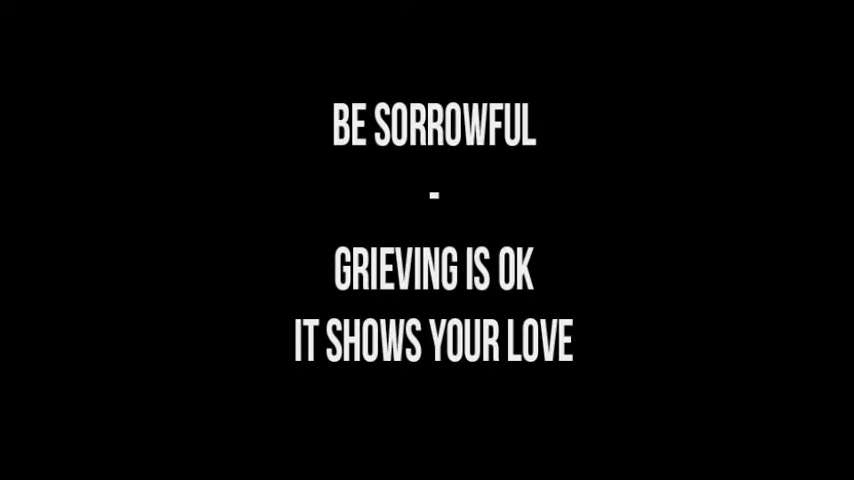 BE SORROWFUL
-
GRIEVING IS OK
IT SHOWS YOUR LOVE